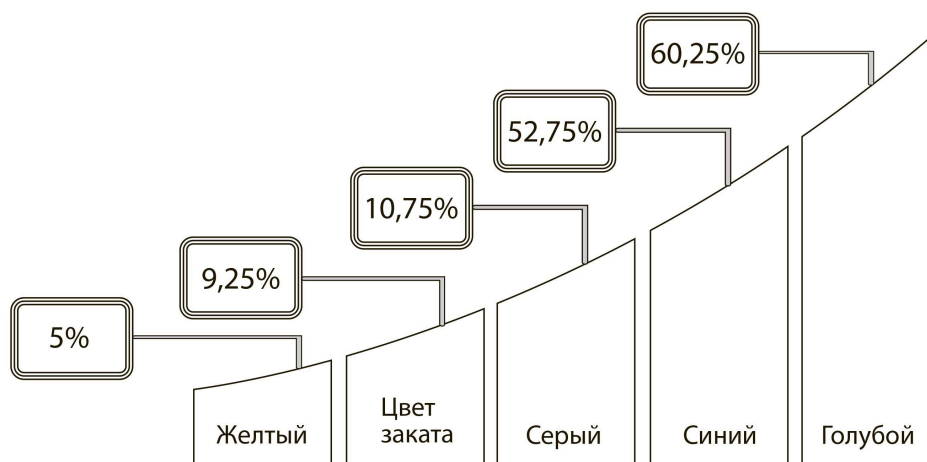 60,25%
52,75%
10,75%
9,25%
5%
Желтый
Цвет
заката
Серый
Синий
Голубой